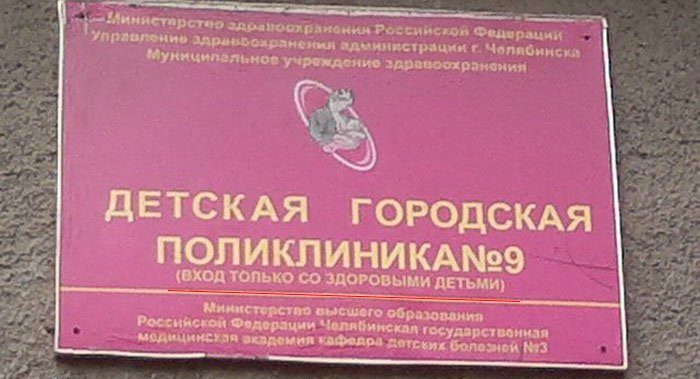 Министерство здравоохранения Российской Федерации
Управление здравоохранения администрации г. Челябинска
Муниципальное учреждение здравоохранения
ДЕТСКАЯ ГОРОДСКАЯ
ПОЛИКЛИНИКА№9
(ВХОД ТОЛЬКО СО ЗДОРОВЫМИ ДЕТЬМИ)
Министерство высшего образования
Российской Федерации Челябинская государственная
медицинская академия кафедра детских болезней №3